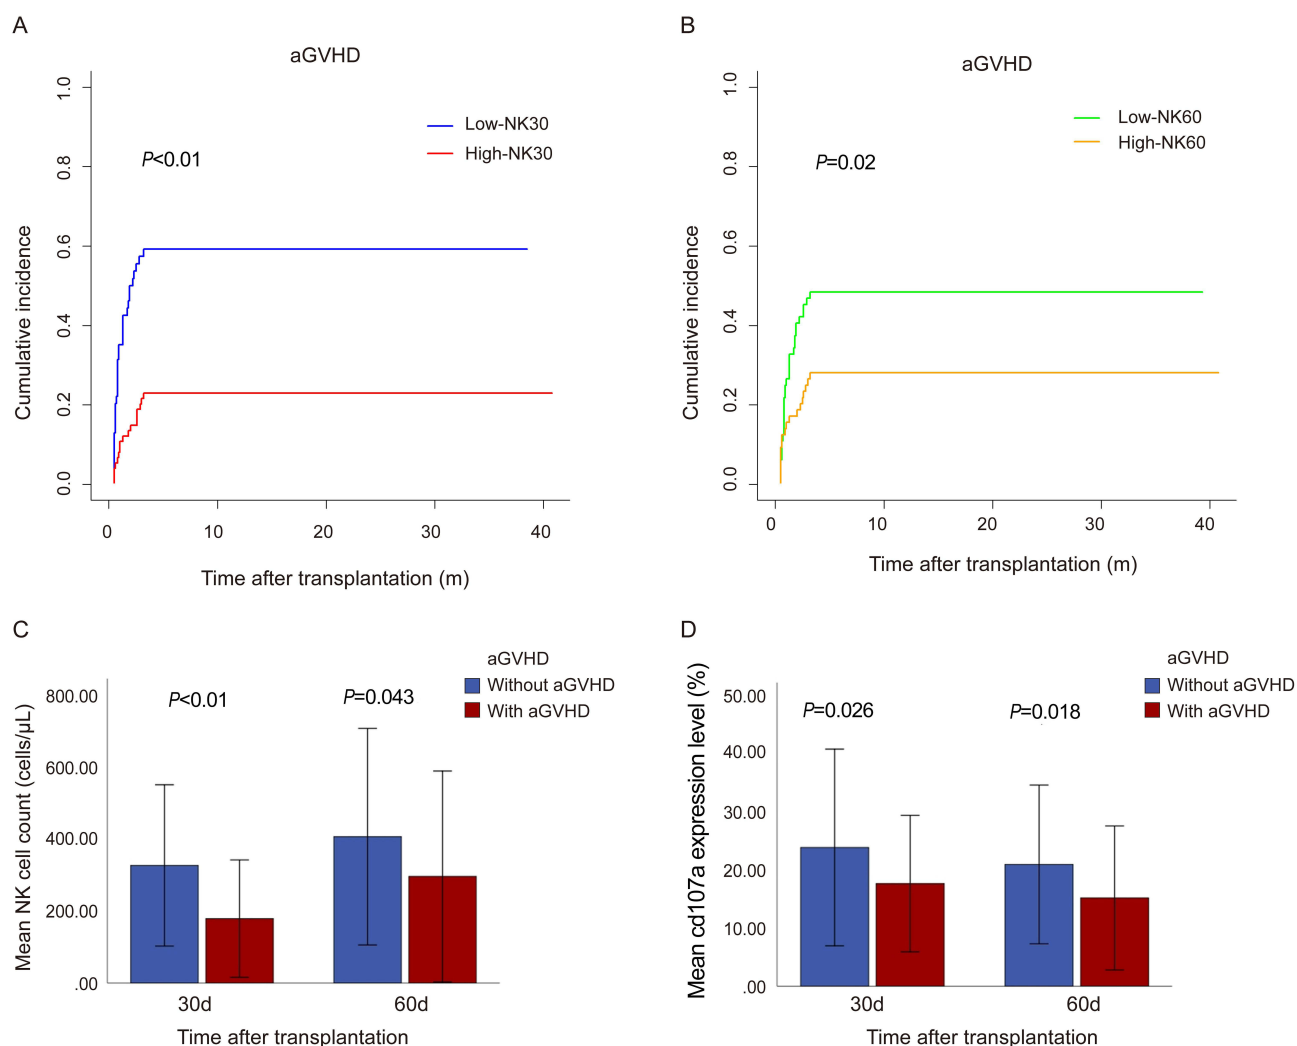 A
aGVHD
Low-NK30
High-NK30
P<0.01
Cumulative incidence
1.0
0.8
0.6
0.4
0.2
0.0
0 10 20 30 40
Time after transplantation (m)
B
aGVHD
Low-NK60
High-NK60
P=0.02
Cumulative incidence
1.0
0.8
0.6
0.4
0.2
0.0
0 10 20 30 40
Time after transplantation (m)
C
aGVHD
Without aGVHD
With aGVHD
P<0.01
P=0.043
Mean NK cell count (cells/μL)
800.00
600.00
400.00
200.00
.00
30d 60d
Time after transplantation
D
aGVHD
Without aGVHD
With aGVHD
P=0.026
P=0.018
Mean cd107a expression level (%)
50.00
40.00
30.00
20.00
10.00
.00
30d 60d
Time after transplantation